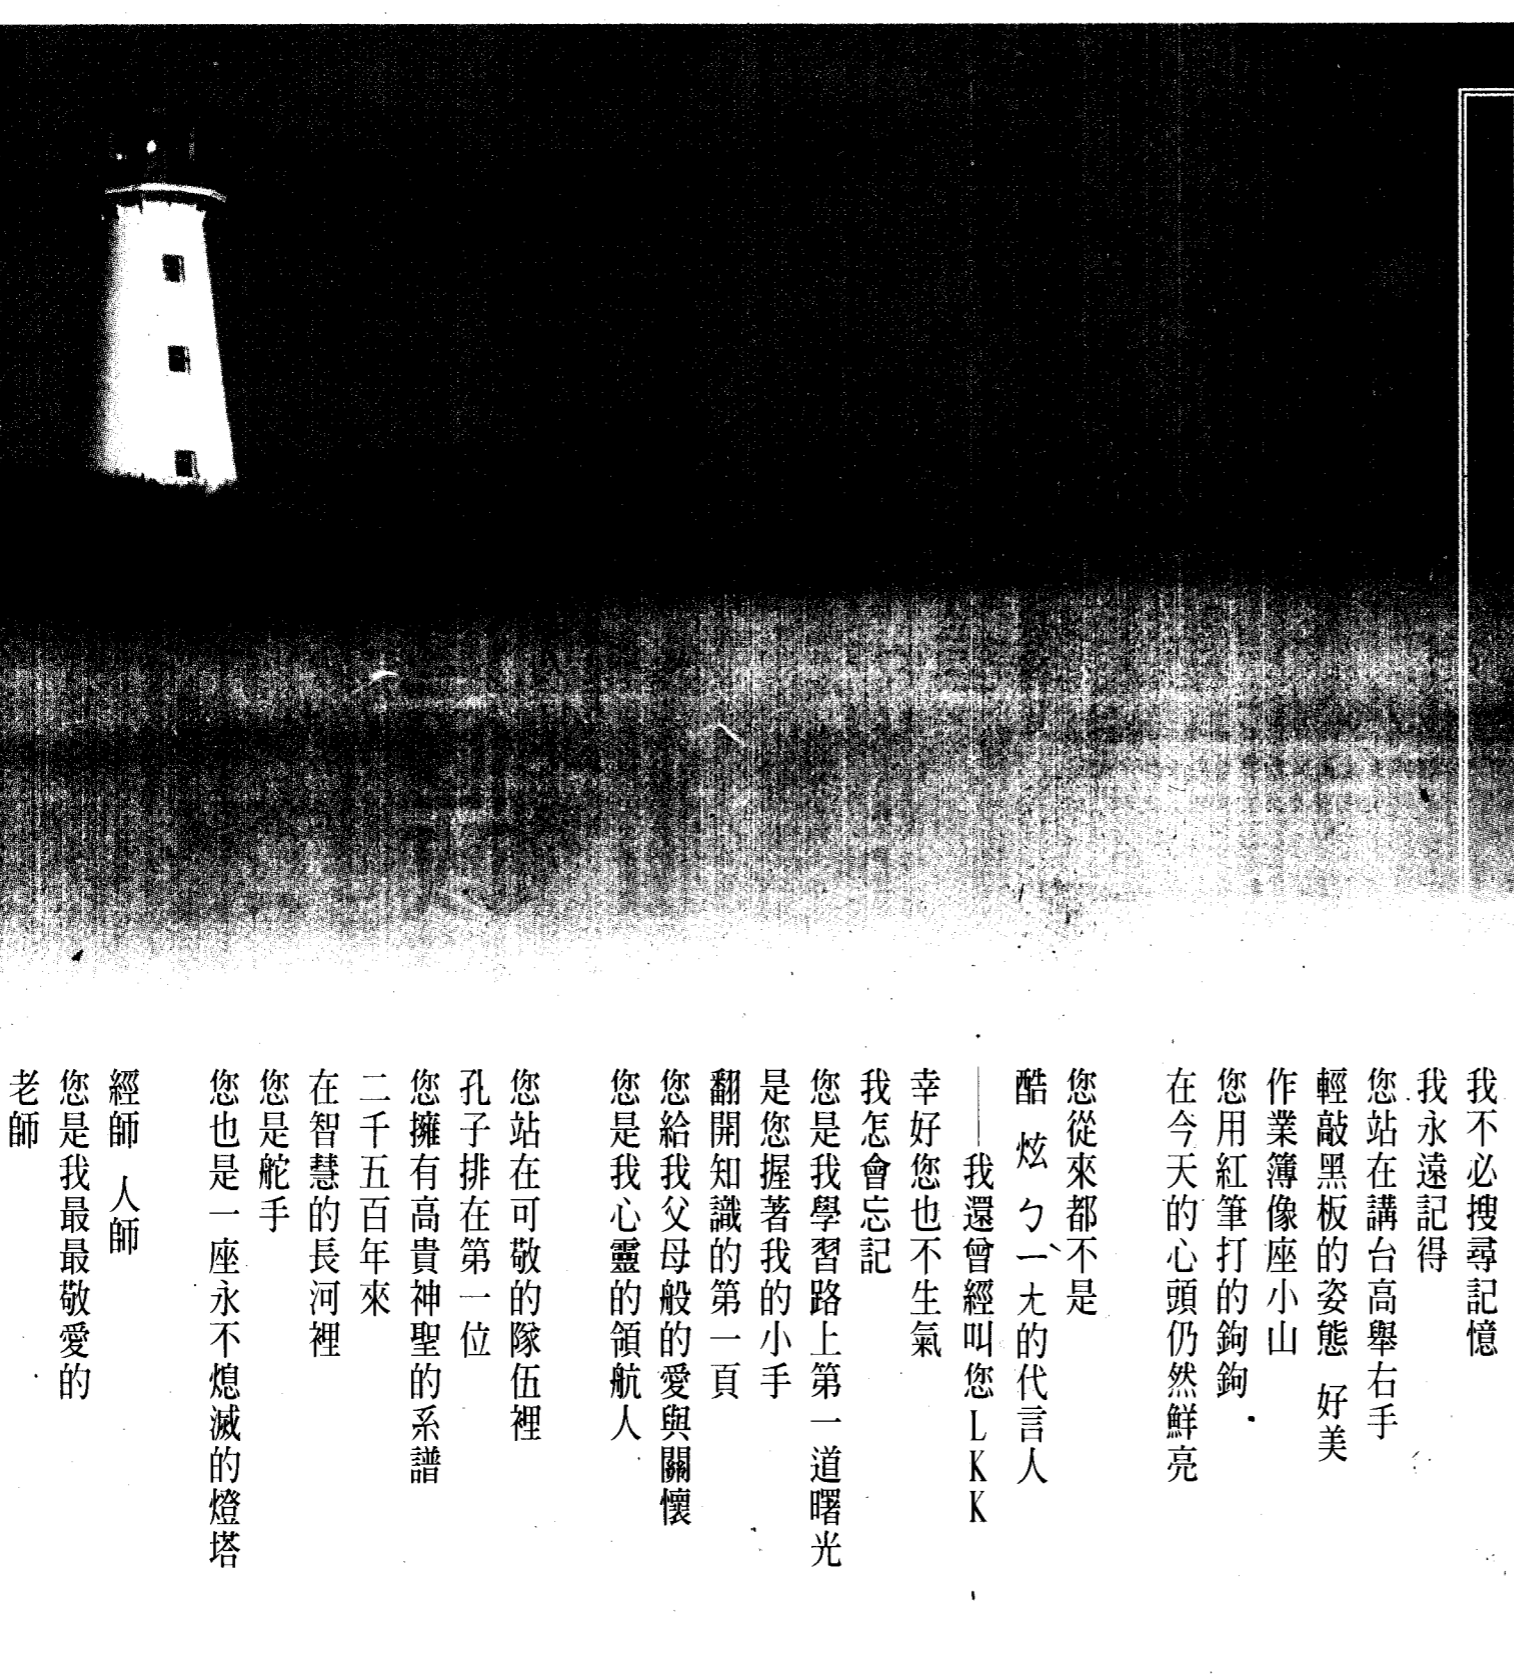 我不必搜尋記憶
我永遠記得
您站在講台高舉右手
輕敲黑板的姿態 好美
作業簿像座小山
您用紅筆打的鉤鉤
在今天的心頭仍然鮮亮
您從來都不是
酷 炫 ㄅㄧㄤˋ的代言人
──我還曾經叫您LKK
幸好您也不生氣
我怎會忘記
您是我學習路上第一道曙光
是您握著我的小手
翻開知識的第一頁
您給我父母般的愛與關懷
您是我心靈的領航人
您站在可敬的隊伍裡
孔子排在第一位
您擁有高貴神聖的系譜
二千五百年來
在智慧的長河裡
您是舵手
您也是一座永不熄滅的燈塔
經師 人師
您是我最最敬愛的
老師